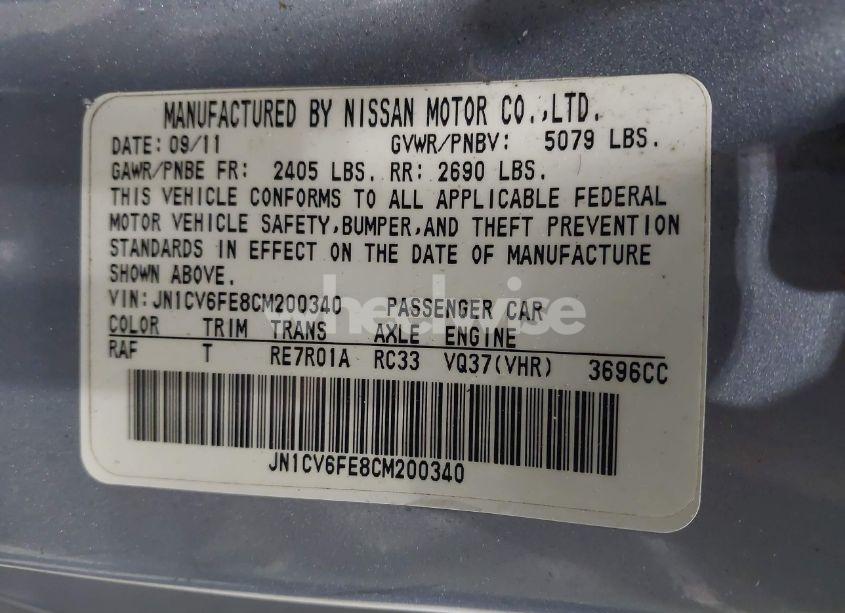 MANUFACTURED BY NISSAN MOTOR CO.,LTD.
DATE: 09/11 GVWR/PNBV: 5079 LBS.
GAWR/PNBE FR: 2405 LBS. RR: 2690 LBS.
THIS VEHICLE CONFORMS TO ALL APPLICABLE FEDERAL
MOTOR VEHICLE SAFETY,BUMPER,AND THEFT PREVENTION
STANDARDS IN EFFECT ON THE DATE OF MANUFACTURE
SHOWN ABOVE.
VIN: JN1CV6FE8CM200340 PASSENGER CAR
COLOR TRIM TRANS AXLE ENGINE
RAF T RE7R01A RC33 VQ37(VHR) 3696CC
JN1CV6FE8CM200340